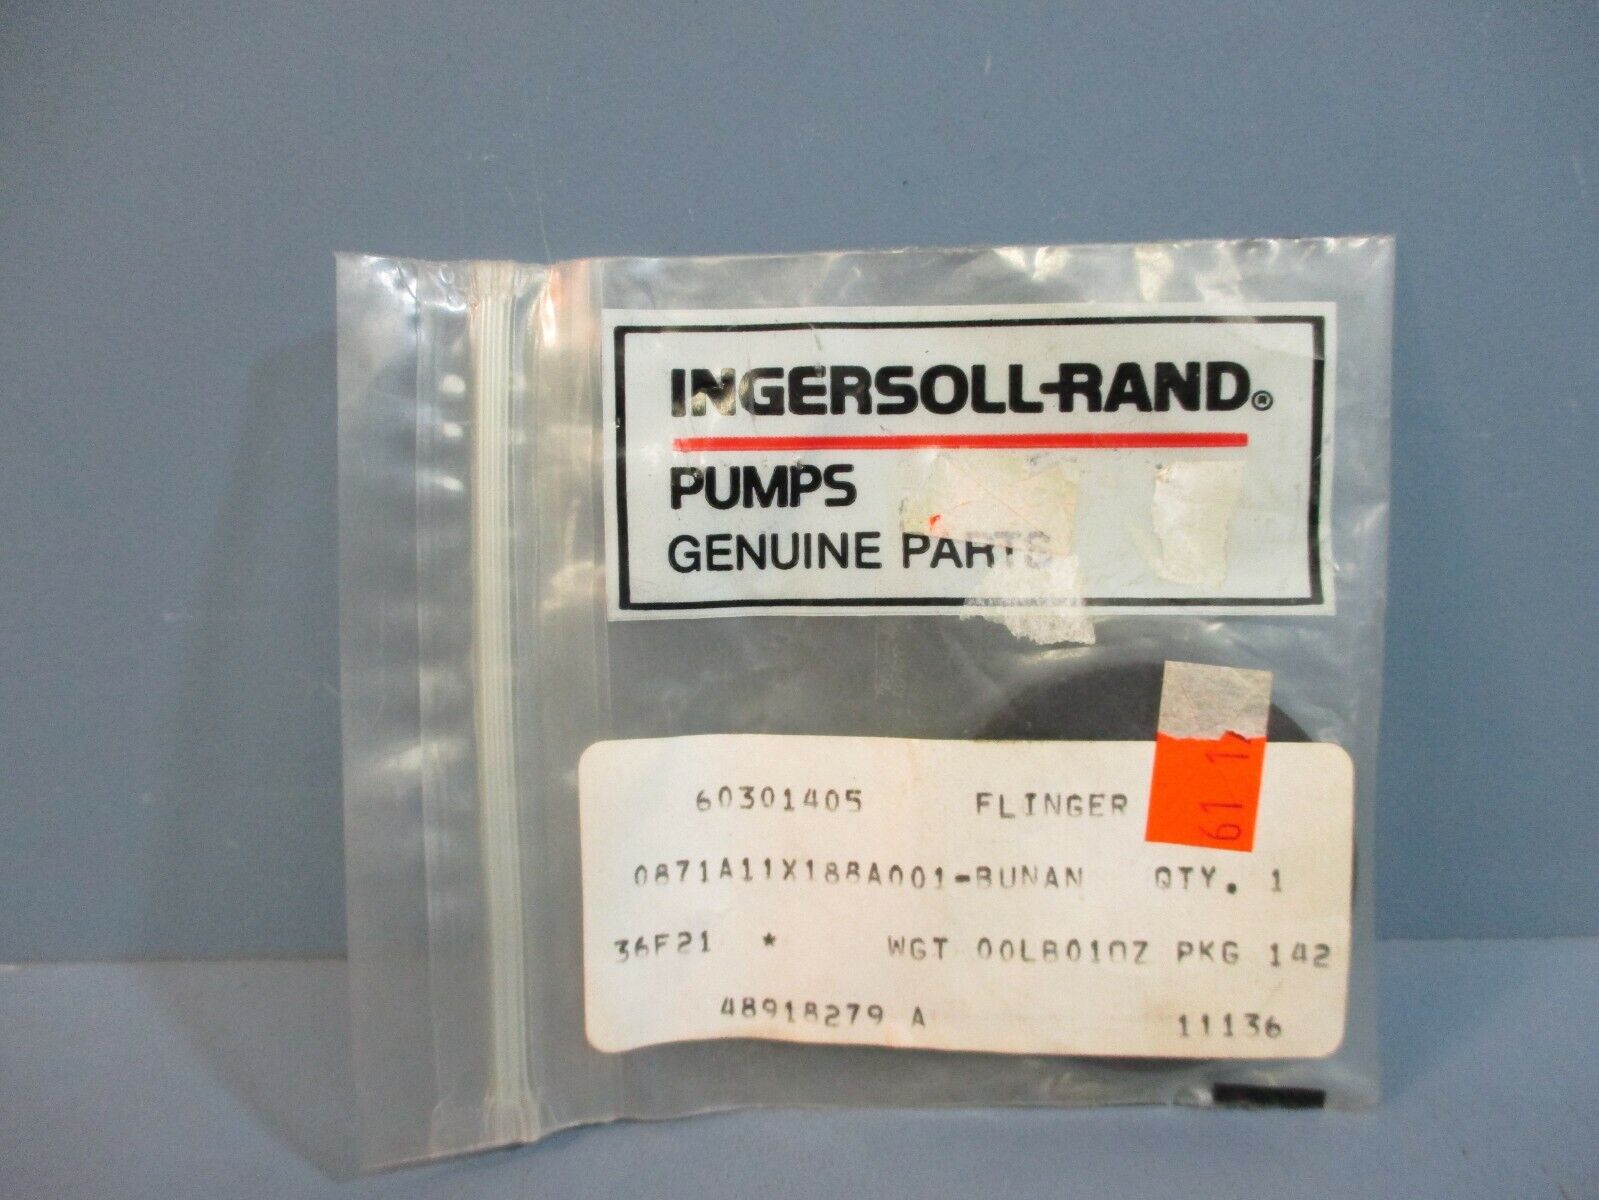 INGERSOLL-RAND®
PUMPS
GENUINE PARTS
60301405 FLINGER
0871A11X188A001-BUNAN QTY. 1
36F21 * WGT 00LB01OZ PKG 142
48918279 A 11136